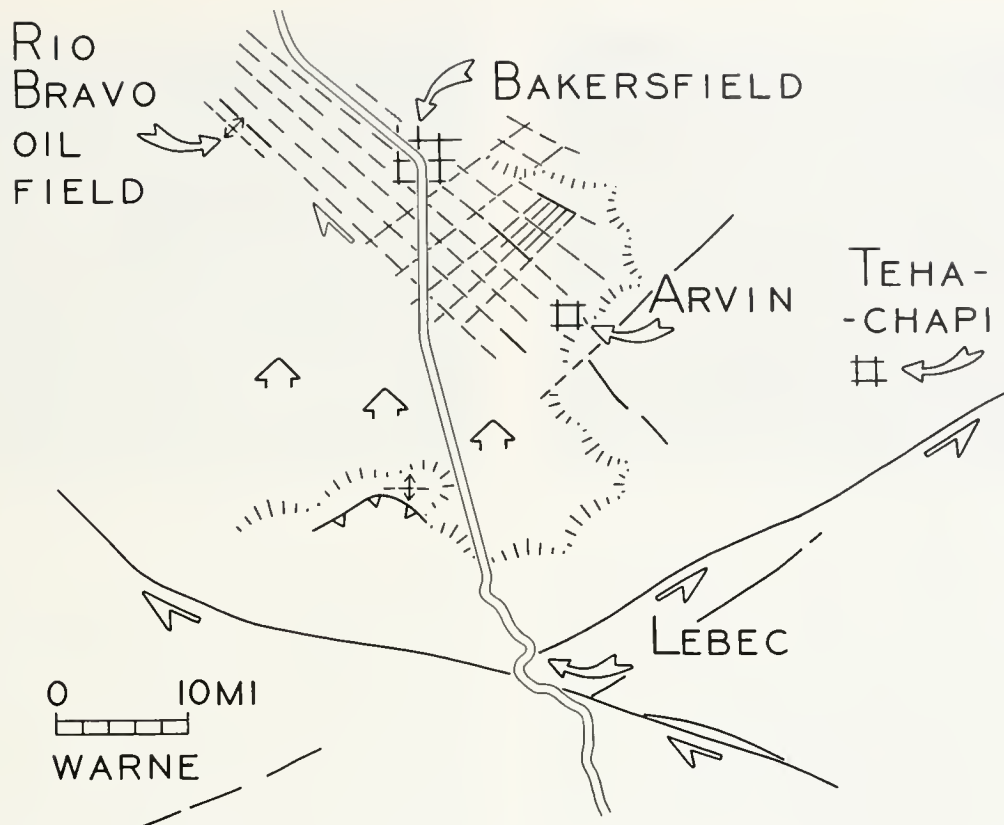 RIO
BRAVO
OIL
FIELD
BAKERSFIELD
ARVIN
TEHA-
-CHAPI
LEBEC
0 10MI
WARNE